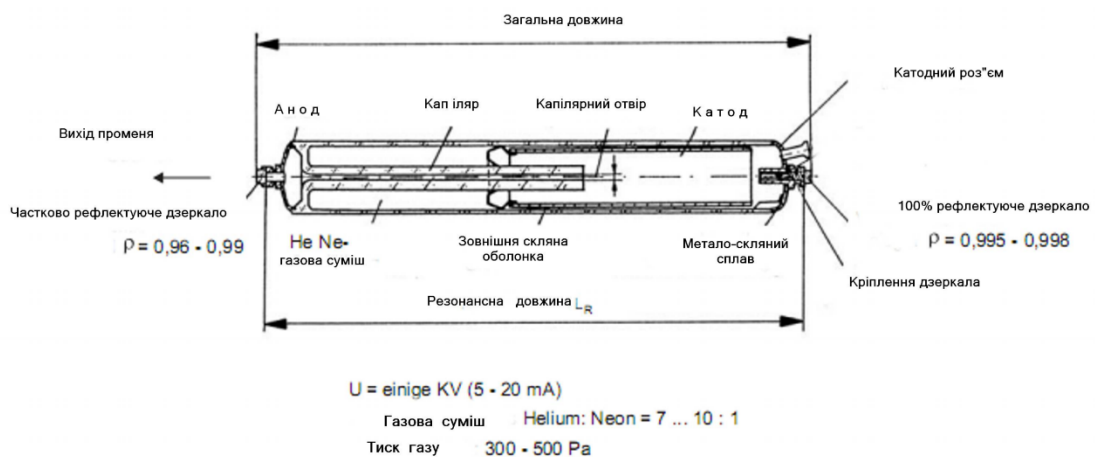 Загальна довжина
Катодний роз"єм
Анод
Кап іляр
Капілярний отвір
Катод
Вихід променя
Частково рефлектуюче дзеркало
ρ = 0,96 - 0,99
He Ne-
газова суміш
Зовнішня скляна
оболонка
Метало-скляний
сплав
100% рефлектуюче дзеркало
ρ = 0,995 - 0,998
Кріплення дзеркала
Резонансна довжина L_R
U = einige KV (5 - 20 mA)
Газова суміш Helium: Neon = 7 ... 10 : 1
Тиск газу 300 - 500 Pa